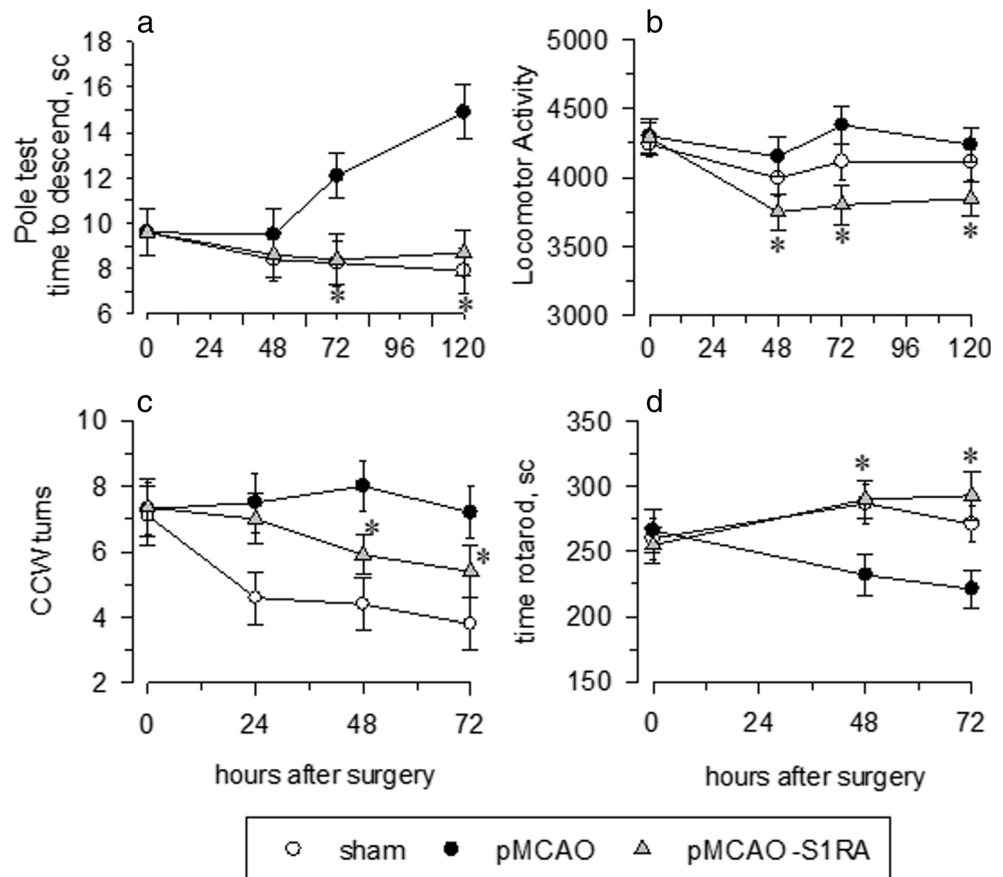 a
Pole test
time to descend, sc
18
16
14
12
10
8
6
0 24 48 72 96 120
*
*
b
Locomotor Activity
5000
4500
4000
3500
3000
0 24 48 72 96 120
* * *
c
CCW turns
10
8
6
4
2
0 24 48 72
*
*
hours after surgery
d
time rotarod, sc
350
300
250
200
150
0 24 48 72
* *
hours after surgery
sham pMCAO pMCAO-S1RA